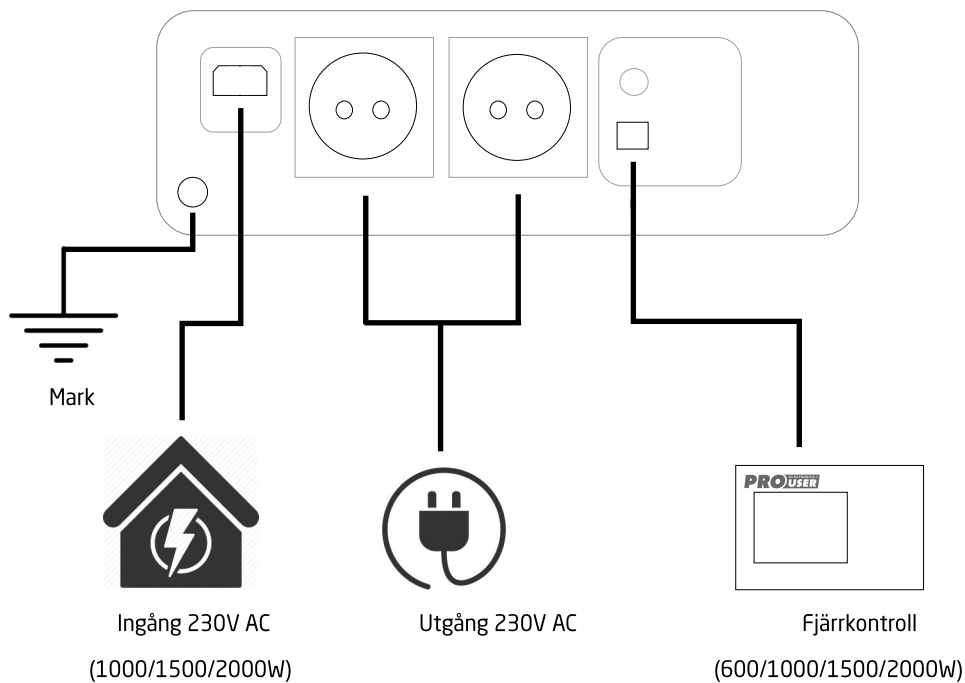 Mark
PRO USER
Ingång 230V AC
(1000/1500/2000W)
Utgång 230V AC
Fjärrkontroll
(600/1000/1500/2000W)